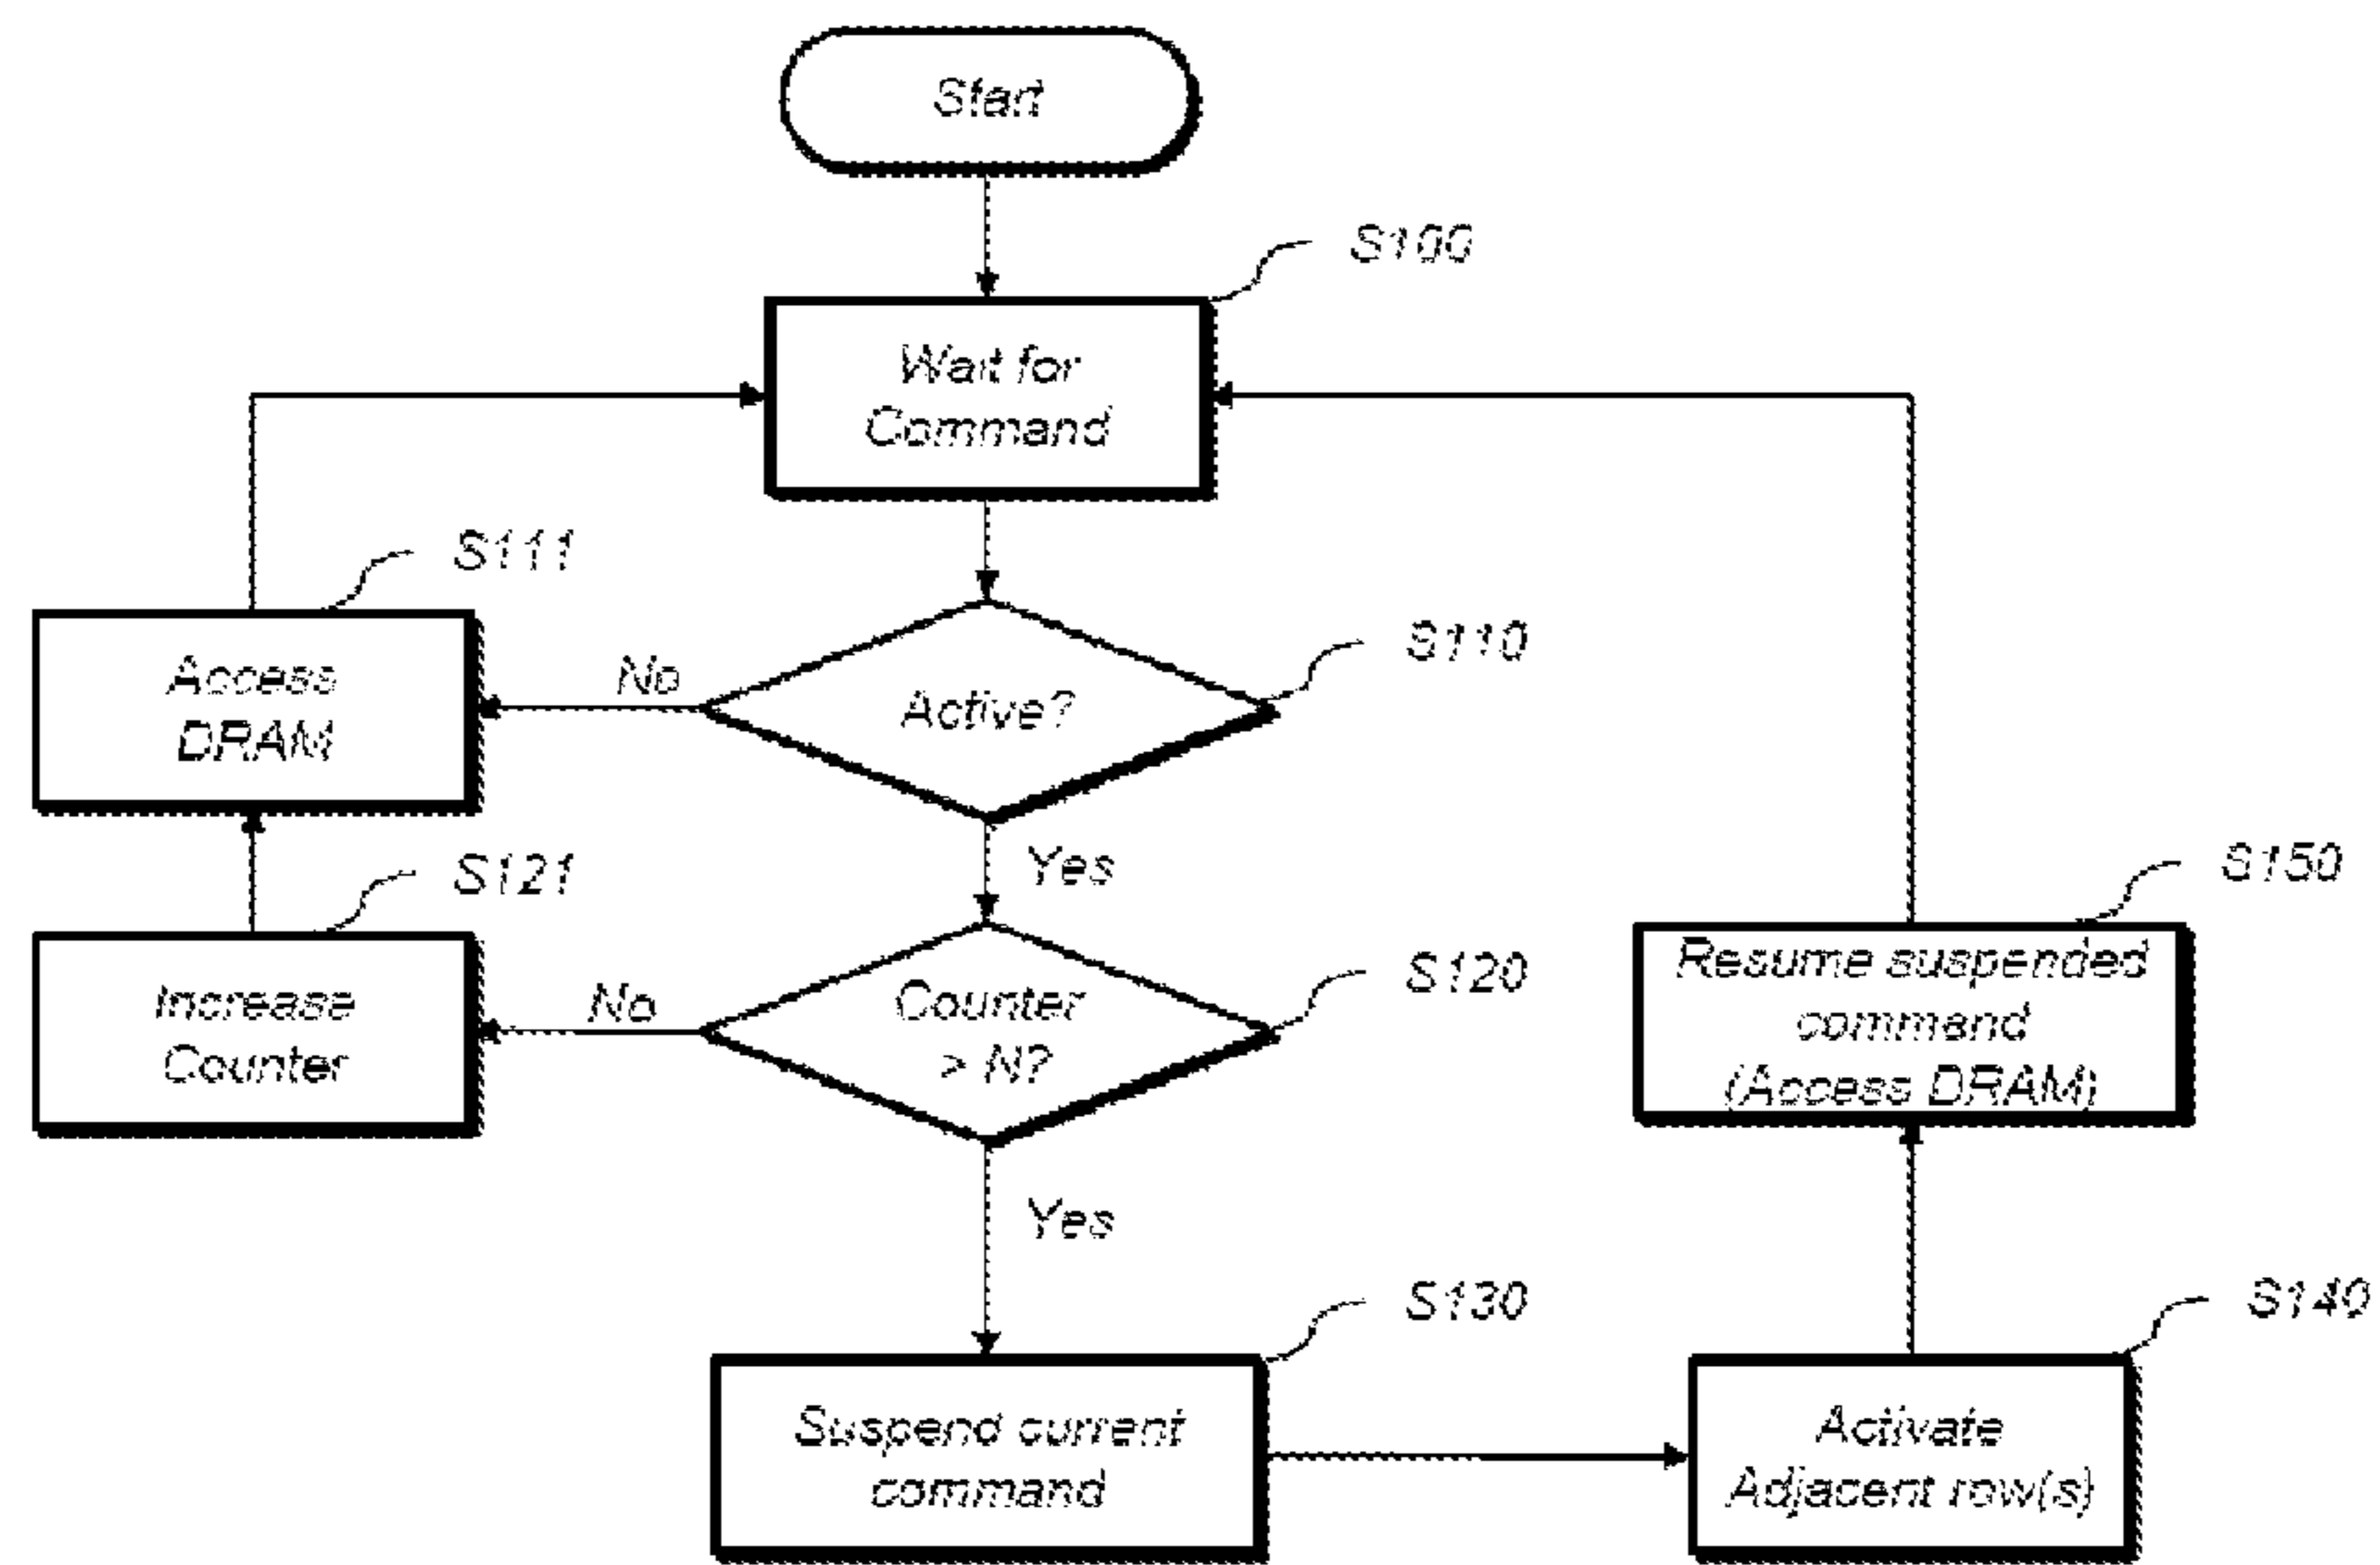 Start
S100
Wait for
Command
S111
Access
DRAM
No
Active?
S110
Yes
S121
Increase
Counter
No
Counter
> N?
S120
S150
Resume suspended
command
(Access DRAM)
Yes
S130
Suspend current
command
S140
Activate
Adjacent row(s)